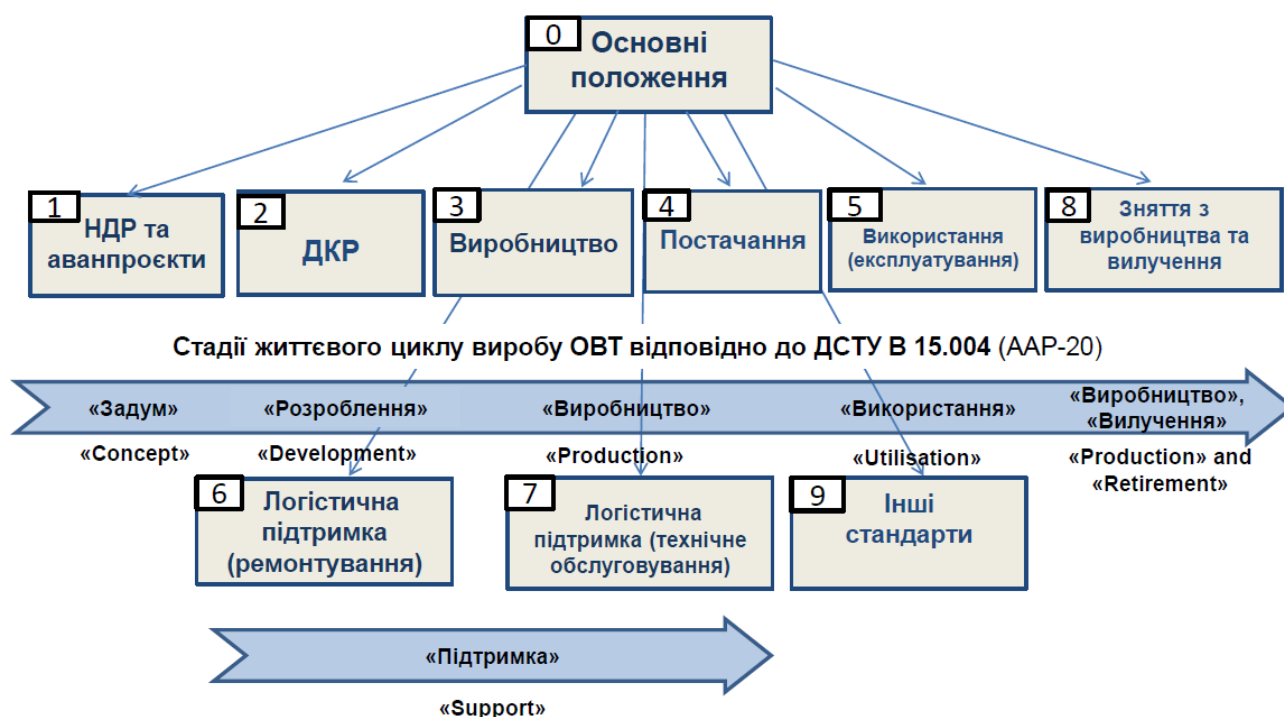 0
Основні
положення
1
НДР та
аванпроєкти
2
ДКР
3
Виробництво
4
Постачання
5
Використання
(експлуатування)
8
Зняття з
виробництва та
вилучення
Стадії життєвого циклу виробу ОВТ відповідно до ДСТУ В 15.004 (ААР-20)
«Задум»
«Розроблення»
«Виробництво»
«Використання»
«Виробництво»,
«Вилучення»
«Concept»
«Development»
«Production»
«Utilisation»
«Production» and
«Retirement»
6
Логістична
підтримка
(ремонтування)
7
Логістична
підтримка (технічне
обслуговування)
9
Інші
стандарти
«Підтримка»
«Support»